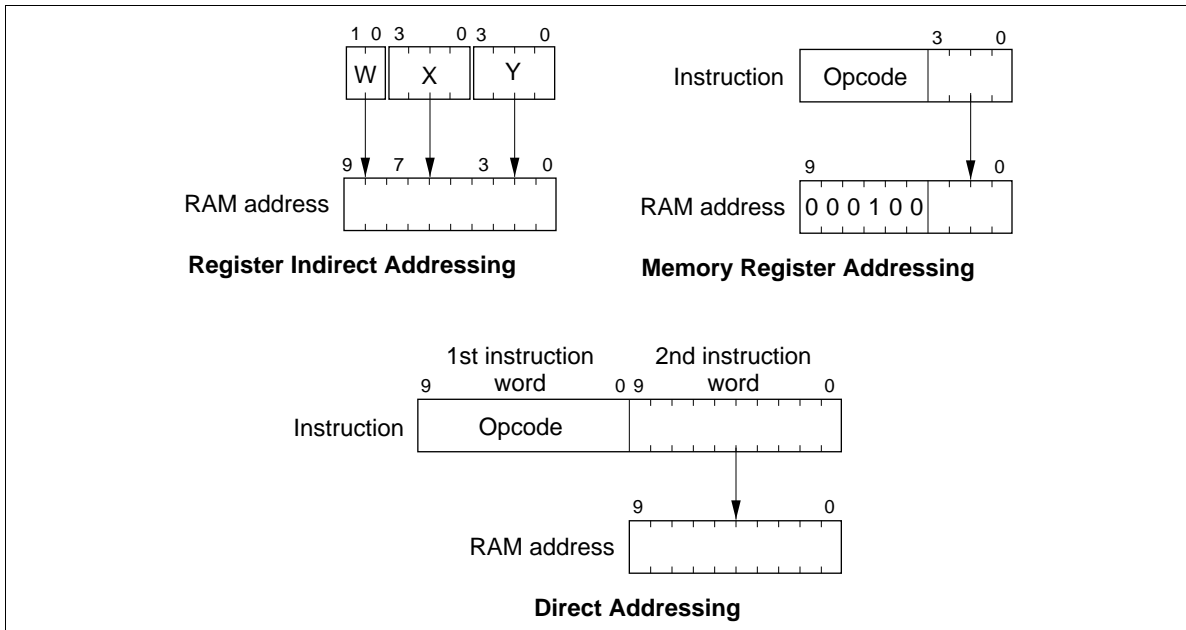 1 0 3 0 3 0
W X Y
9 7 3 0
RAM address
Register Indirect Addressing
3 0
Instruction Opcode
9 0
RAM address 0 0 0 1 0 0
Memory Register Addressing
1st instruction word
2nd instruction word
9 0 9 0
Instruction Opcode
9 0
RAM address
Direct Addressing